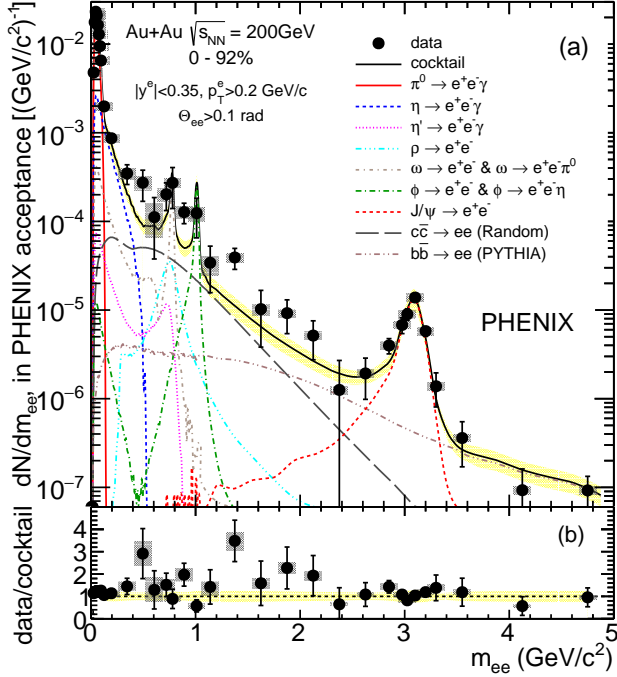 dN/dm_ee, in PHENIX acceptance [(GeV/c²)⁻¹]
10⁻²
10⁻³
10⁻⁴
10⁻⁵
10⁻⁶
10⁻⁷
Au+Au √s_NN = 200GeV
0 - 92%
|yᵉ|<0.35, p_Tᵉ>0.2 GeV/c
Θ_ee>0.1 rad
(a)
data
cocktail
π⁰ → e⁺e⁻γ
η → e⁺e⁻γ
η' → e⁺e⁻γ
ρ → e⁺e⁻
ω → e⁺e⁻ & ω → e⁺e⁻π⁰
ϕ → e⁺e⁻ & ϕ → e⁺e⁻η
J/ψ → e⁺e⁻
cc̅ → ee (Random)
bb̅ → ee (PYTHIA)
PHENIX
data/cocktail
(b)
4
3
2
1
0
0 1 2 3 4 5
m_ee (GeV/c²)